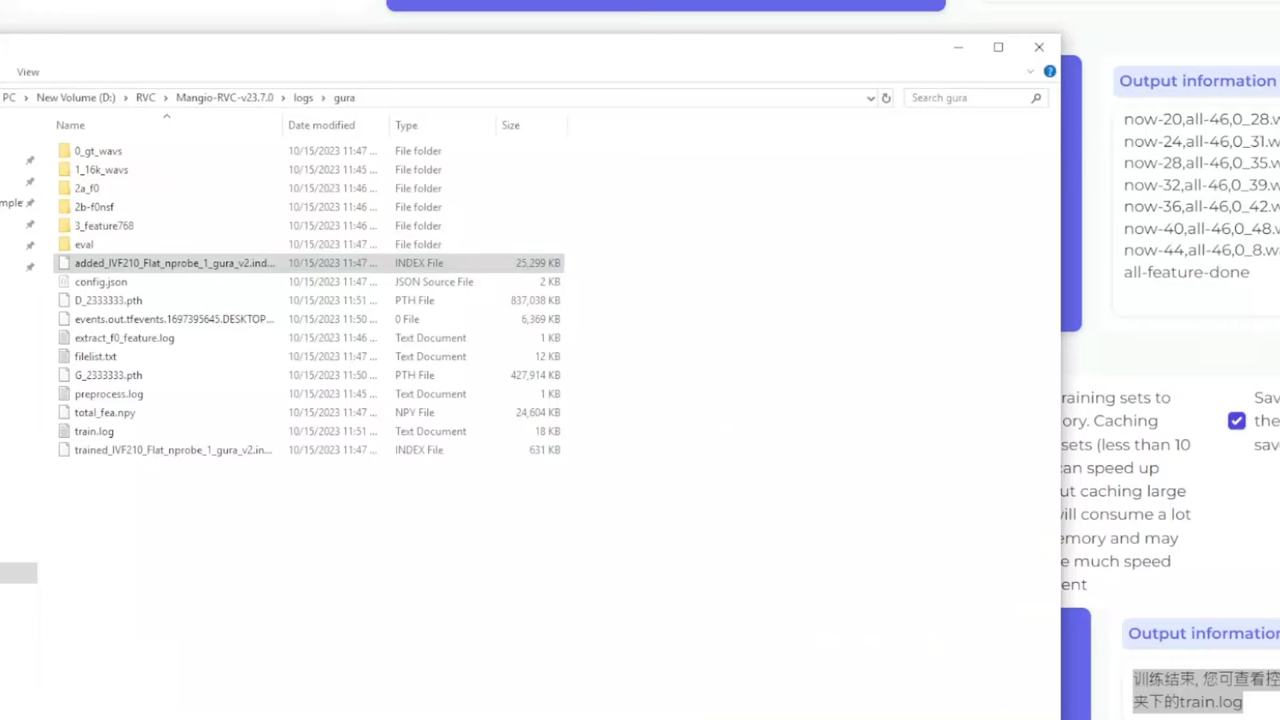 View
PC > New Volume (D:) > RVC > Mangio-RVC-v23.7.0 > logs > gura
Search gura
Name Date modified Type Size
0_gt_wavs 10/15/2023 11:47 ... File folder
1_16k_wavs 10/15/2023 11:45 ... File folder
2a_f0 10/15/2023 11:46 ... File folder
2b-f0nsf 10/15/2023 11:46 ... File folder
3_feature768 10/15/2023 11:46 ... File folder
eval 10/15/2023 11:47 ... File folder
added_IVF210_Flat_nprobe_1_gura_v2.ind... 10/15/2023 11:47 ... INDEX File 25,299 KB
config.json 10/15/2023 11:47 ... JSON Source File 2 KB
D_2333333.pth 10/15/2023 11:51 ... PTH File 837,038 KB
events.out.tfevents.1697395645.DESKTOP... 10/15/2023 11:50 ... 0 File 6,369 KB
extract_f0_feature.log 10/15/2023 11:46 ... Text Document 1 KB
filelist.txt 10/15/2023 11:47 ... Text Document 12 KB
G_2333333.pth 10/15/2023 11:50 ... PTH File 427,914 KB
preprocess.log 10/15/2023 11:45 ... Text Document 1 KB
total_fea.npy 10/15/2023 11:47 ... NPY File 24,604 KB
train.log 10/15/2023 11:51 ... Text Document 18 KB
trained_IVF210_Flat_nprobe_1_gura_v2.in... 10/15/2023 11:47 ... INDEX File 631 KB
mple
Output information
now-20,all-46,0_28.w
now-24,all-46,0_31.w
now-28,all-46,0_35.w
now-32,all-46,0_39.w
now-36,all-46,0_42.w
now-40,all-46,0_48.w
now-44,all-46,0_8.wa
all-feature-done
raining sets to
ory. Caching
sets (less than 10
can speed up
ut caching large
will consume a lot
emory and may
e much speed
ent
Sav
the
save
Output information
训练结束, 您可查看控
夹下的train.log